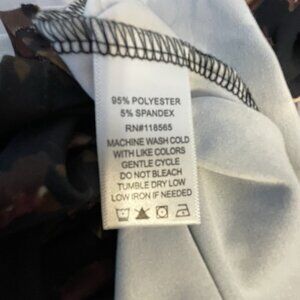 95% POLYESTER
5% SPANDEX
RN#118565
MACHINE WASH COLD
WITH LIKE COLORS
GENTLE CYCLE
DO NOT BLEACH
TUMBLE DRY LOW
LOW IRON IF NEEDED